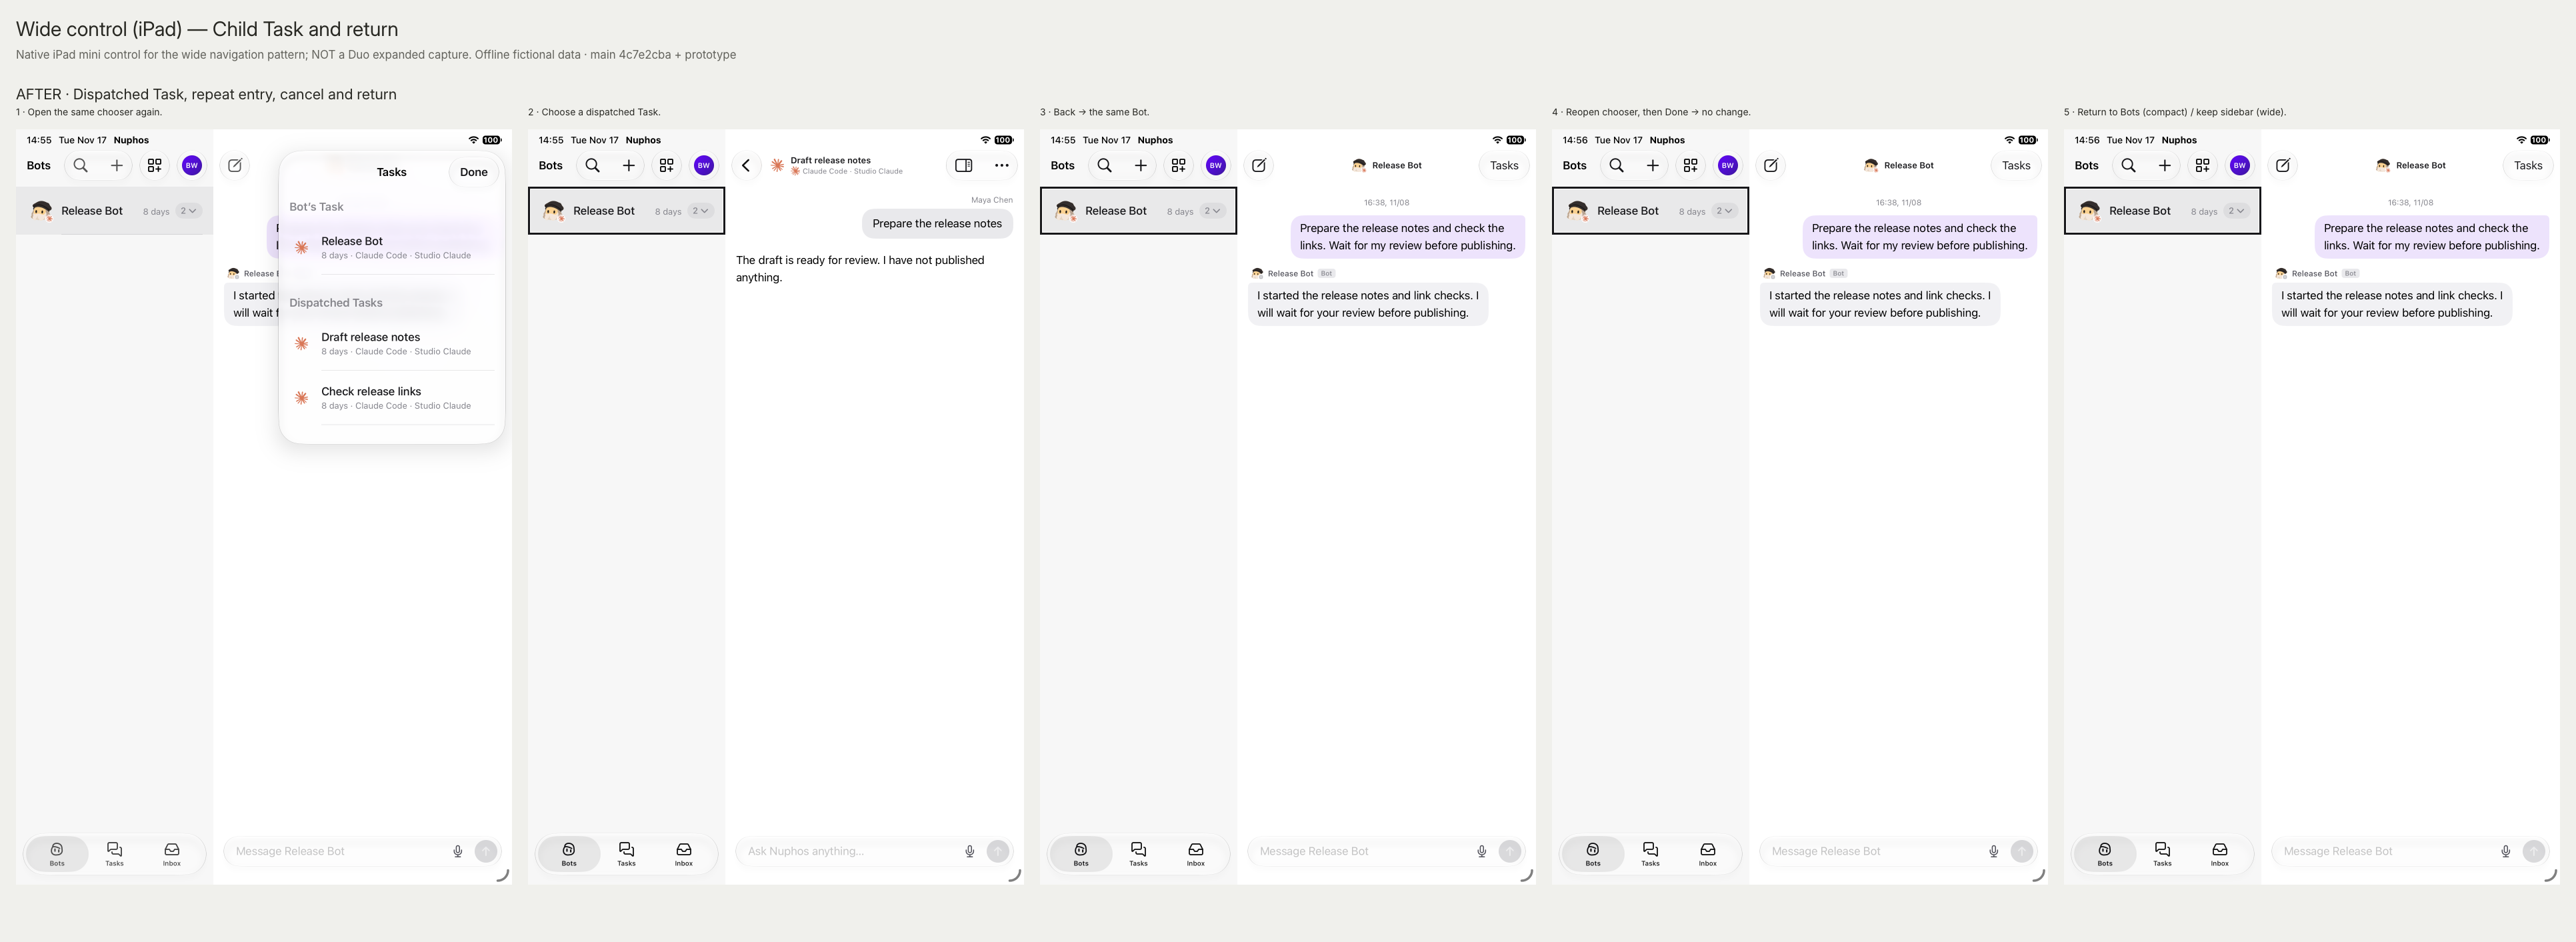 Wide control (iPad) — Child Task and return
Native iPad mini control for the wide navigation pattern; NOT a Duo expanded capture. Offline fictional data · main 4c7e2cba + prototype
AFTER · Dispatched Task, repeat entry, cancel and return
1 · Open the same chooser again.
14:55 Tue Nov 17 Nuphos
100
Bots
BW
Tasks
Done
Release Bot
8 days
2
Bot's Task
Release Bot
8 days · Claude Code · Studio Claude
Release
I started
will wait f
Dispatched Tasks
Draft release notes
8 days · Claude Code · Studio Claude
Check release links
8 days · Claude Code · Studio Claude
Bots
Tasks
Inbox
Message Release Bot
2 · Choose a dispatched Task.
14:55 Tue Nov 17 Nuphos
100
Bots
BW
Draft release notes
Claude Code · Studio Claude
Release Bot
8 days
2
Maya Chen
Prepare the release notes
The draft is ready for review. I have not published
anything.
Bots
Tasks
Inbox
Ask Nuphos anything...
3 · Back → the same Bot.
14:55 Tue Nov 17 Nuphos
100
Bots
BW
Release Bot
Tasks
Release Bot
8 days
2
16:38, 11/08
Prepare the release notes and check the
links. Wait for my review before publishing.
Release Bot Bot
I started the release notes and link checks. I
will wait for your review before publishing.
Bots
Tasks
Inbox
Message Release Bot
4 · Reopen chooser, then Done → no change.
14:56 Tue Nov 17 Nuphos
100
Bots
BW
Release Bot
Tasks
Release Bot
8 days
2
16:38, 11/08
Prepare the release notes and check the
links. Wait for my review before publishing.
Release Bot Bot
I started the release notes and link checks. I
will wait for your review before publishing.
Bots
Tasks
Inbox
Message Release Bot
5 · Return to Bots (compact) / keep sidebar (wide).
14:56 Tue Nov 17 Nuphos
100
Bots
BW
Release Bot
Tasks
Release Bot
8 days
2
16:38, 11/08
Prepare the release notes and check the
links. Wait for my review before publishing.
Release Bot Bot
I started the release notes and link checks. I
will wait for your review before publishing.
Bots
Tasks
Inbox
Message Release Bot